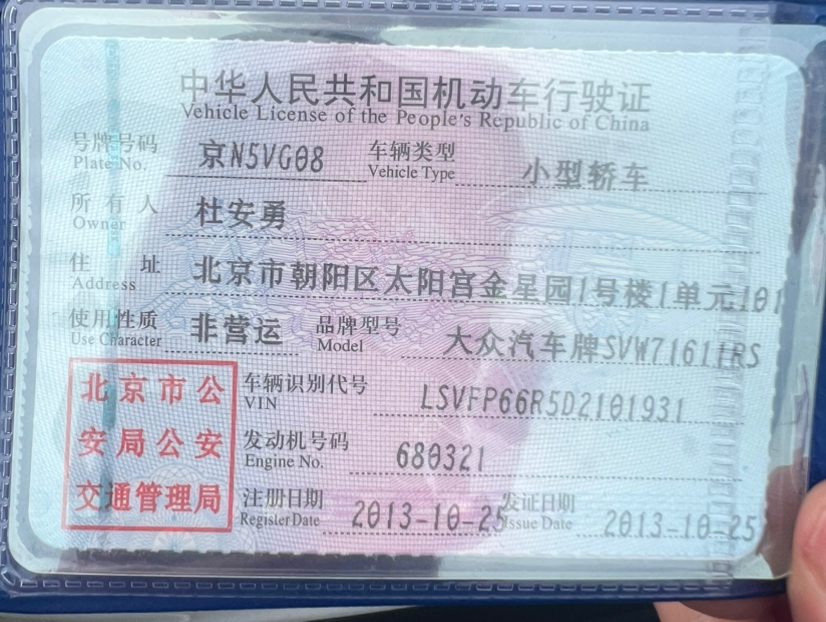 中华人民共和国机动车行驶证
Vehicle License of the People's Republic of China
号牌号码 京N5VG08 车辆类型 小型轿车
Plate No. Vehicle Type
所有人 杜安勇
Owner
住址 北京市朝阳区太阳宫金星园1号楼1单元101
Address
使用性质 非营运 品牌型号 大众汽车牌SVW71611RS
Use Character Model
北京市公安局公安交通管理局
车辆识别代号 LSVFP66R5D2101931
VIN
发动机号码 680321
Engine No.
注册日期 2013-10-25 发证日期 2013-10-25
Register Date Issue Date